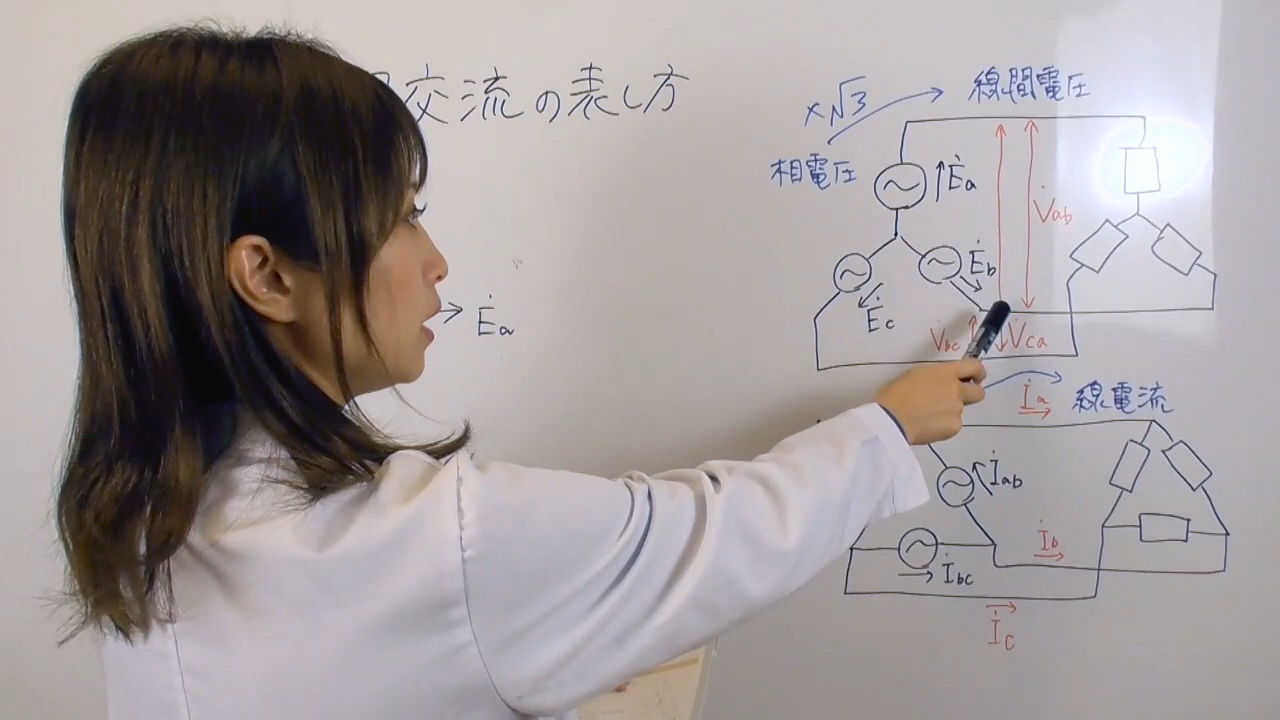 交流の表し方
×√3
線間電圧
相電圧
Ėa
V̇ab
Ėb
Ėc
V̇bc
V̇ca
Ėa
İa
線電流
İab
İb
İbc
İc